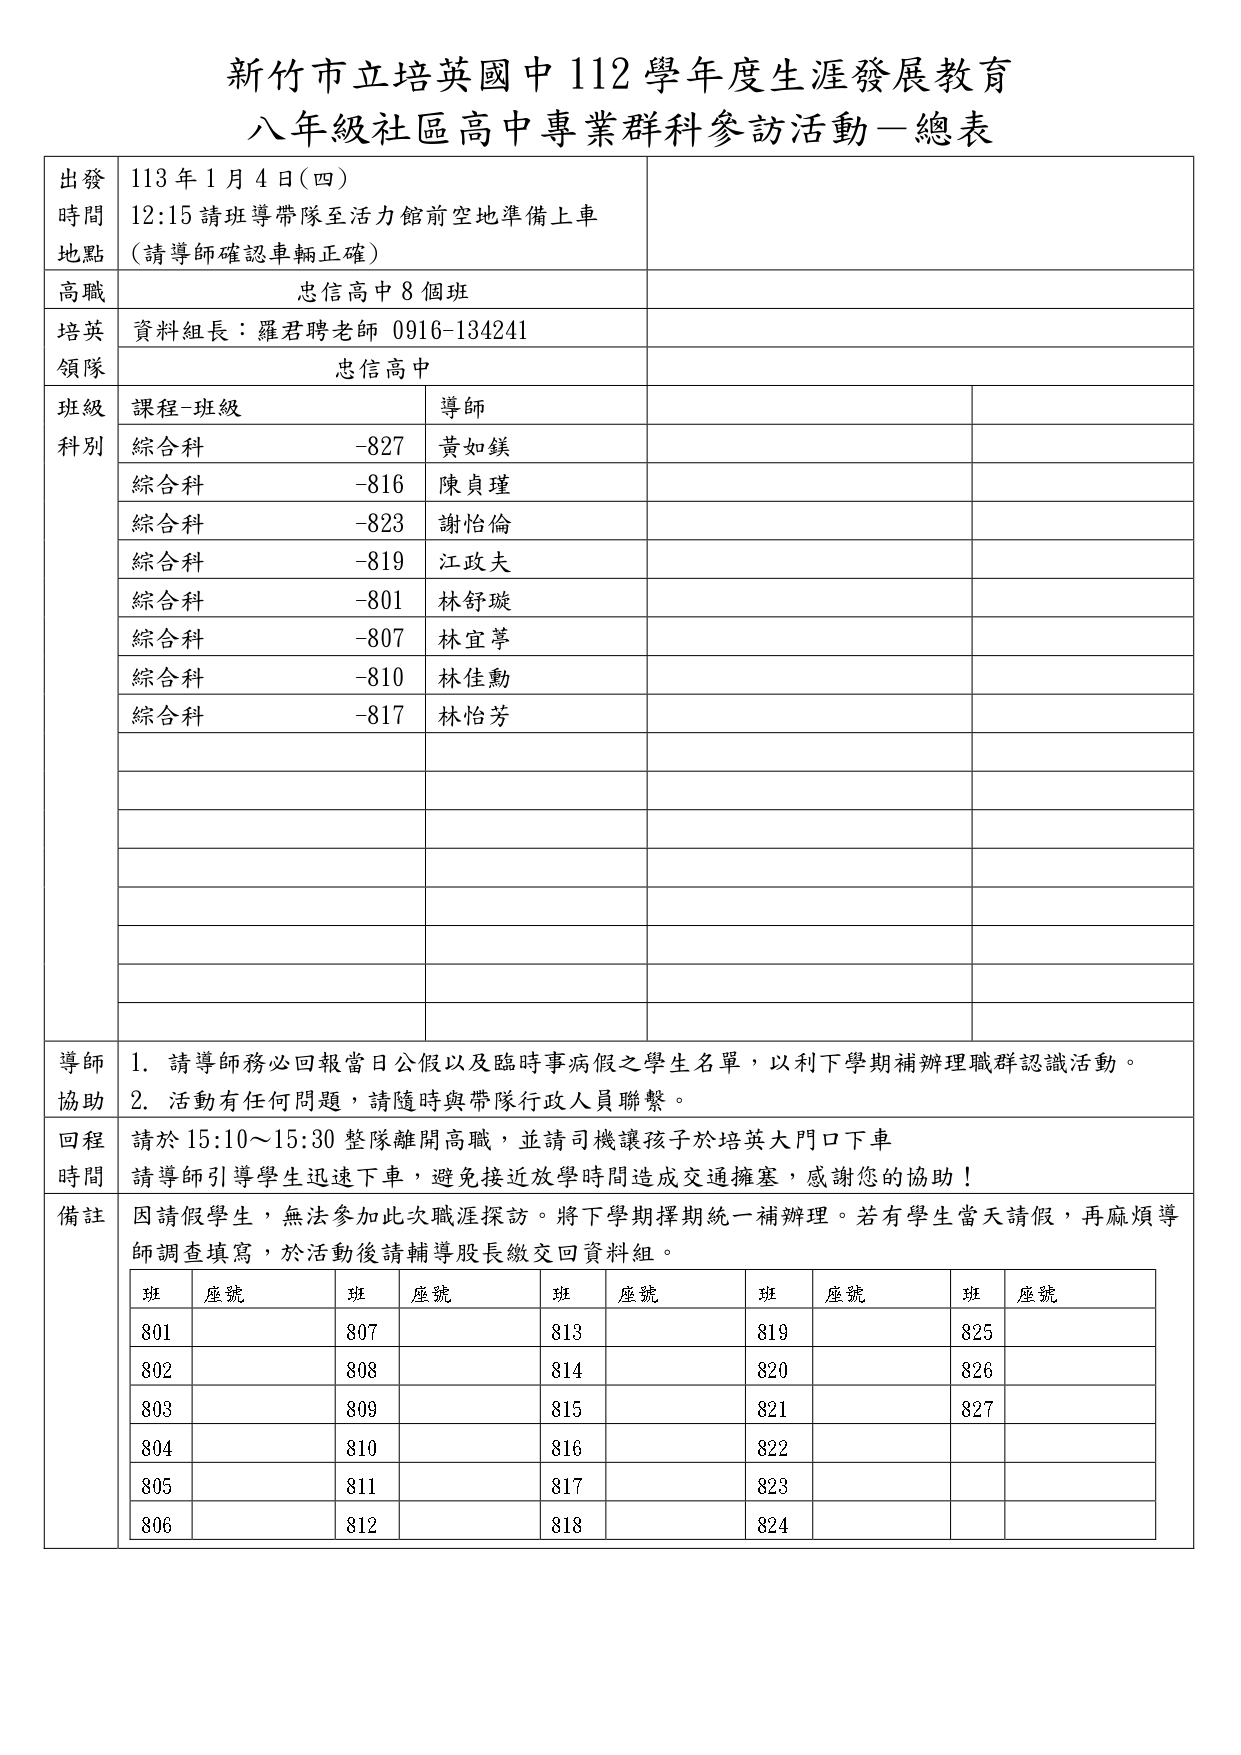 新竹市立培英國中 112 學年度生涯發展教育
八年級社區高中專業群科參訪活動－總表
出發時間地點
113 年 1 月 4 日(四)
12:15 請班導帶隊至活力館前空地準備上車
(請導師確認車輛正確)
高職 忠信高中 8 個班
培英領隊
資料組長：羅君聘老師 0916-134241
忠信高中
班級科別
課程-班級 導師
綜合科 -827 黃如鎂
綜合科 -816 陳貞瑾
綜合科 -823 謝怡倫
綜合科 -819 江政夫
綜合科 -801 林舒璇
綜合科 -807 林宜葶
綜合科 -810 林佳勳
綜合科 -817 林怡芳
導師協助
1. 請導師務必回報當日公假以及臨時事病假之學生名單，以利下學期補辦理職群認識活動。
2. 活動有任何問題，請隨時與帶隊行政人員聯繫。
回程時間
請於 15:10～15:30 整隊離開高職，並請司機讓孩子於培英大門口下車
請導師引導學生迅速下車，避免接近放學時間造成交通擁塞，感謝您的協助！
備註
因請假學生，無法參加此次職涯探訪。將下學期擇期統一補辦理。若有學生當天請假，再麻煩導
師調查填寫，於活動後請輔導股長繳交回資料組。
班 座號 班 座號 班 座號 班 座號 班 座號
801 807 813 819 825
802 808 814 820 826
803 809 815 821 827
804 810 816 822
805 811 817 823
806 812 818 824